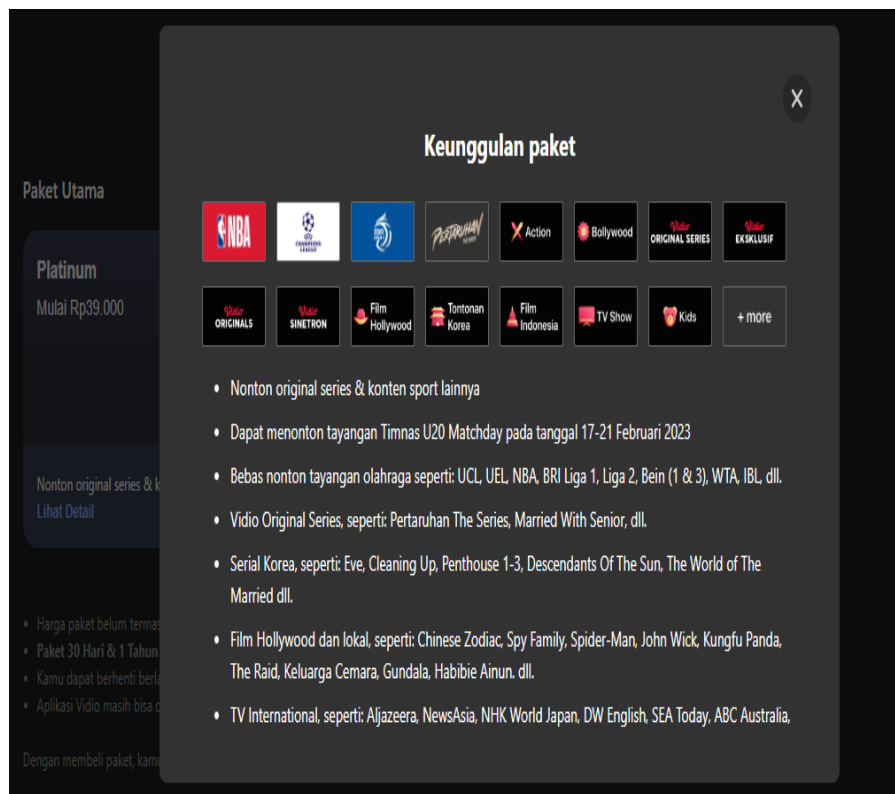 Keunggulan paket
Paket Utama
Platinum
Mulai Rp39.000
Nonton original series & k
Lihat Detail
Harga paket belum termas
Paket 30 Hari & 1 Tahun
Kamu dapat berhenti berla
Aplikasi Vidio masih bisa d
Dengan membeli paket, kamu
X
NBA
CHAMPIONS
LEAGUE
PERTARUHAN
Action
Bollywood
Vidio
ORIGINAL SERIES
Vidio
EKSKLUSIF
Vidio
ORIGINALS
Vidio
SINETRON
Film
Hollywood
Tontonan
Korea
Film
Indonesia
TV Show
Kids
+ more
• Nonton original series & konten sport lainnya
• Dapat menonton tayangan Timnas U20 Matchday pada tanggal 17-21 Februari 2023
• Bebas nonton tayangan olahraga seperti: UCL, UEL, NBA, BRI Liga 1, Liga 2, Bein (1 & 3), WTA, IBL, dll.
• Vidio Original Series, seperti: Pertaruhan The Series, Married With Senior, dll.
• Serial Korea, seperti: Eve, Cleaning Up, Penthouse 1-3, Descendants Of The Sun, The World of The
Married dll.
• Film Hollywood dan lokal, seperti: Chinese Zodiac, Spy Family, Spider-Man, John Wick, Kungfu Panda,
The Raid, Keluarga Cemara, Gundala, Habibie Ainun. dll.
• TV International, seperti: Aljazeera, NewsAsia, NHK World Japan, DW English, SEA Today, ABC Australia,